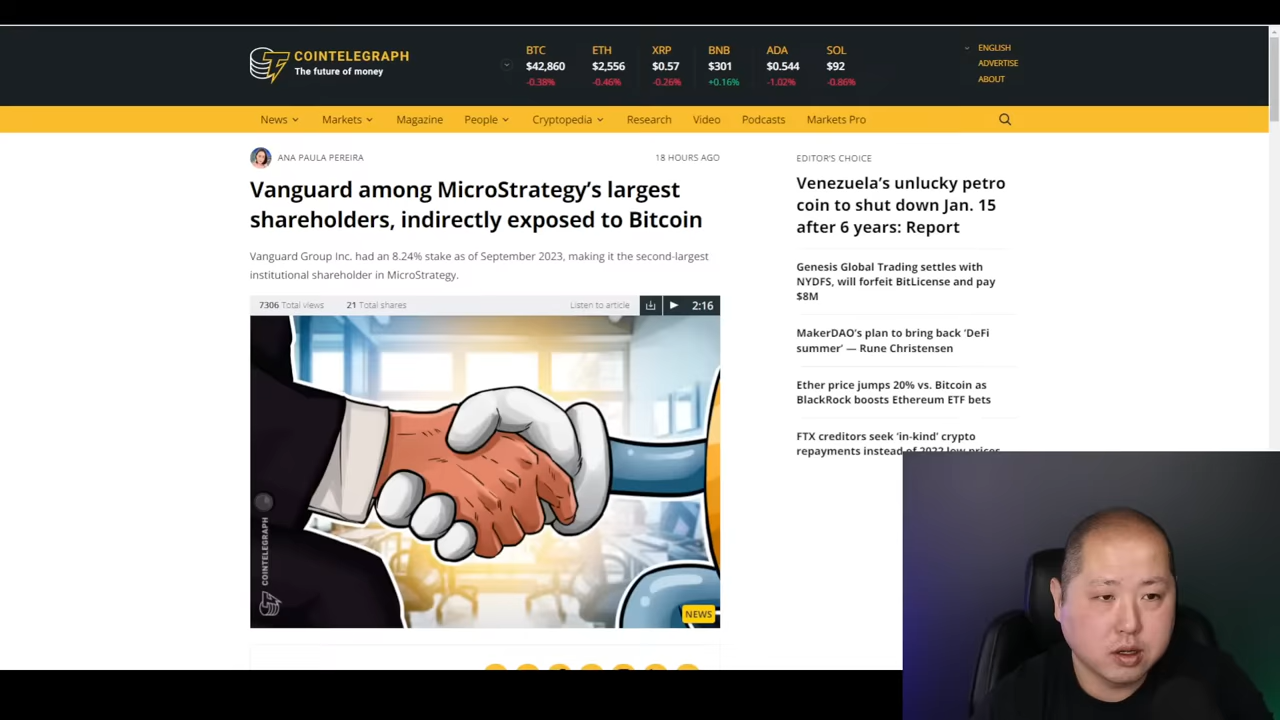 COINTELEGRAPH
The future of money
BTC
$42,860
-0.38%
ETH
$2,556
-0.46%
XRP
$0.57
-0.26%
BNB
$301
+0.16%
ADA
$0.544
-1.02%
SOL
$92
-0.86%
ENGLISH
ADVERTISE
ABOUT
News
Markets
Magazine
People
Cryptopedia
Research
Video
Podcasts
Markets Pro
ANA PAULA PEREIRA
18 HOURS AGO
Vanguard among MicroStrategy’s largest
shareholders, indirectly exposed to Bitcoin
Vanguard Group Inc. had an 8.24% stake as of September 2023, making it the second-largest
institutional shareholder in MicroStrategy.
7306 Total views
21 Total shares
Listen to article
2:16
COINTELEGRAPH
NEWS
EDITOR'S CHOICE
Venezuela’s unlucky petro
coin to shut down Jan. 15
after 6 years: Report
Genesis Global Trading settles with
NYDFS, will forfeit BitLicense and pay
$8M
MakerDAO’s plan to bring back ‘DeFi
summer’ — Rune Christensen
Ether price jumps 20% vs. Bitcoin as
BlackRock boosts Ethereum ETF bets
FTX creditors seek ‘in-kind’ crypto
repayments instead of 2022 low prices